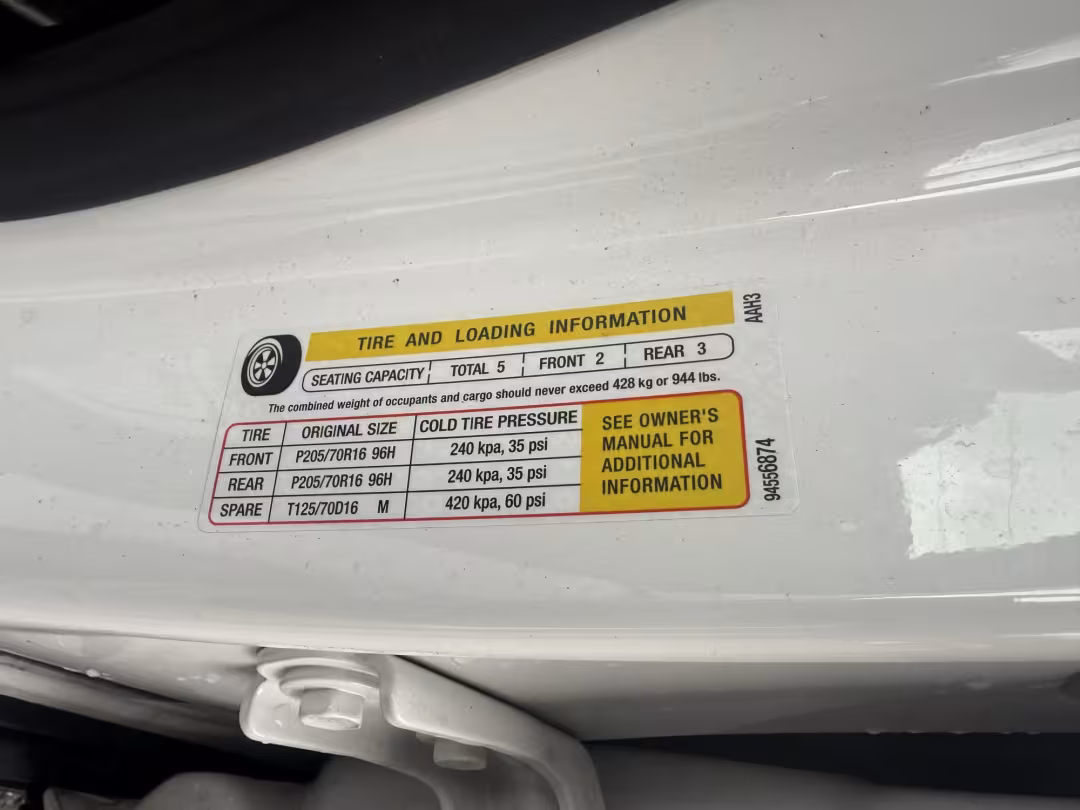 TIRE AND LOADING INFORMATION
AAH3
SEATING CAPACITY TOTAL 5 FRONT 2 REAR 3
The combined weight of occupants and cargo should never exceed 428 kg or 944 lbs.
TIRE ORIGINAL SIZE COLD TIRE PRESSURE
FRONT P205/70R16 96H 240 kpa, 35 psi
REAR P205/70R16 96H 240 kpa, 35 psi
SPARE T125/70D16 M 420 kpa, 60 psi
SEE OWNER'S
MANUAL FOR
ADDITIONAL
INFORMATION
94556874